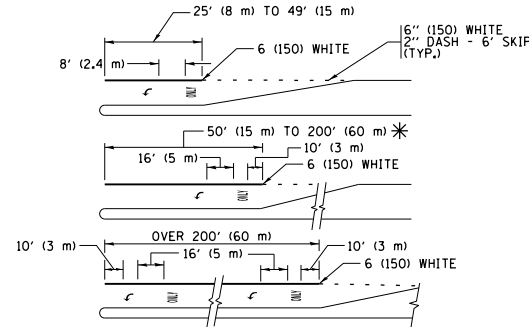 25' (8 m) TO 49' (15 m)
6" (150) WHITE
2" DASH - 6' SKIP
(TYP.)
6 (150) WHITE
8' (2.4 m)
ONLY
50' (15 m) TO 200' (60 m) *
10' (3 m)
16' (5 m)
6 (150) WHITE
ONLY
OVER 200' (60 m)
10' (3 m)
16' (5 m)
10' (3 m)
6 (150) WHITE
ONLY
ONLY